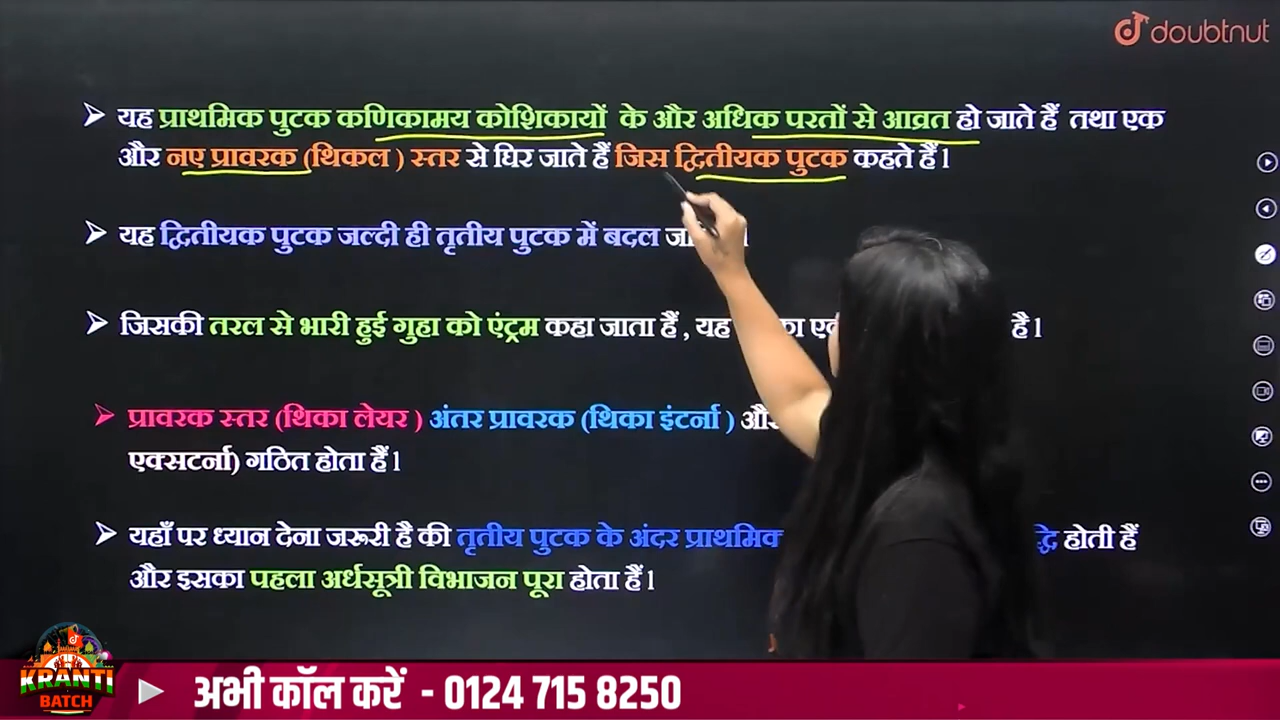 doubtnut
यह प्राथमिक पुटक कणिकामय कोशिकायों के और अधिक परतों से आव्रत हो जाते हैं तथा एक
और नए प्रावरक (थिकल ) स्तर से घिर जाते हैं जिस द्वितीयक पुटक कहते हैं l
यह द्वितीयक पुटक जल्दी ही तृतीय पुटक में बदल
जिसकी तरल से भारी हुई गुहा को एंट्रम कहा जाता हैं , यह है l
प्रावरक स्तर (थिका लेयर ) अंतर प्रावरक (थिका इंटर्ना )
एक्सटर्ना) गठित होता हैं l
यहाँ पर ध्यान देना जरूरी है की तृतीय पुटक के अंदर प्राथमिक होती हैं
और इसका पहला अर्धसूत्री विभाजन पूरा होता हैं l
KRANTI
BATCH
अभी कॉल करें - 0124 715 8250